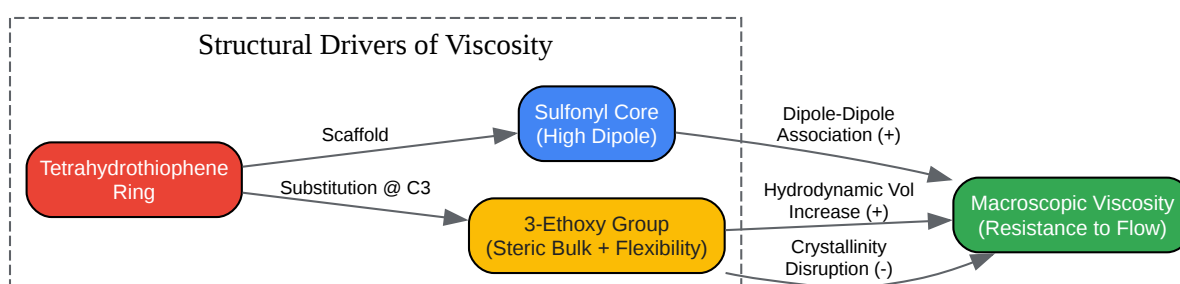 Structural Drivers of Viscosity
Tetrahydrothiophene
Ring
Scaffold
Substitution @ C3
Sulfonyl Core
(High Dipole)
3-Ethoxy Group
(Steric Bulk + Flexibility)
Dipole-Dipole
Association (+)
Hydrodynamic Vol
Increase (+)
Crystallinity
Disruption (-)
Macroscopic Viscosity
(Resistance to Flow)